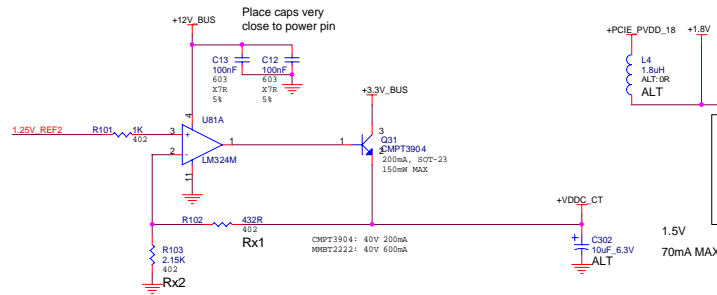 Place caps very
close to power pin
+12V_BUS
+PCIE_PVDD_18
+1.8V
C13
100nF
603
X7R
5%
C12
100nF
603
X7R
5%
L4
1.8uH
ALT: 0R
ALT
+3.3V_BUS
4
U81A
1.25V_REF2
R101
1K
402
3
+
2
-
1
LM324M
11
1
3
Q31
CMPT3904
2
200mA, SOT-23
150mW MAX
+VDDC_CT
R102
432R
402
Rx1
CMPT3904: 40V 200mA
MMBT2222: 40V 600mA
R103
2.15K
402
Rx2
+
C302
10uF_6.3V
ALT
1.5V
70mA MAX